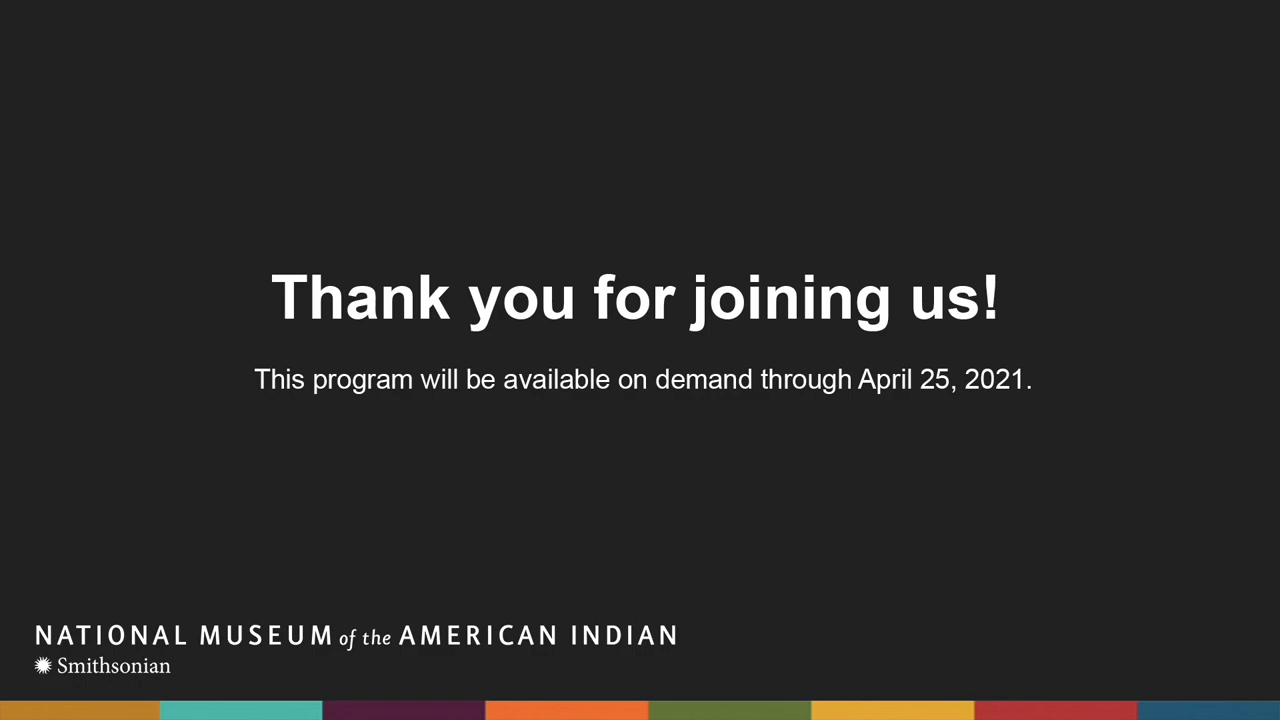 Thank you for joining us!
This program will be available on demand through April 25, 2021.
NATIONAL MUSEUM of the AMERICAN INDIAN
Smithsonian